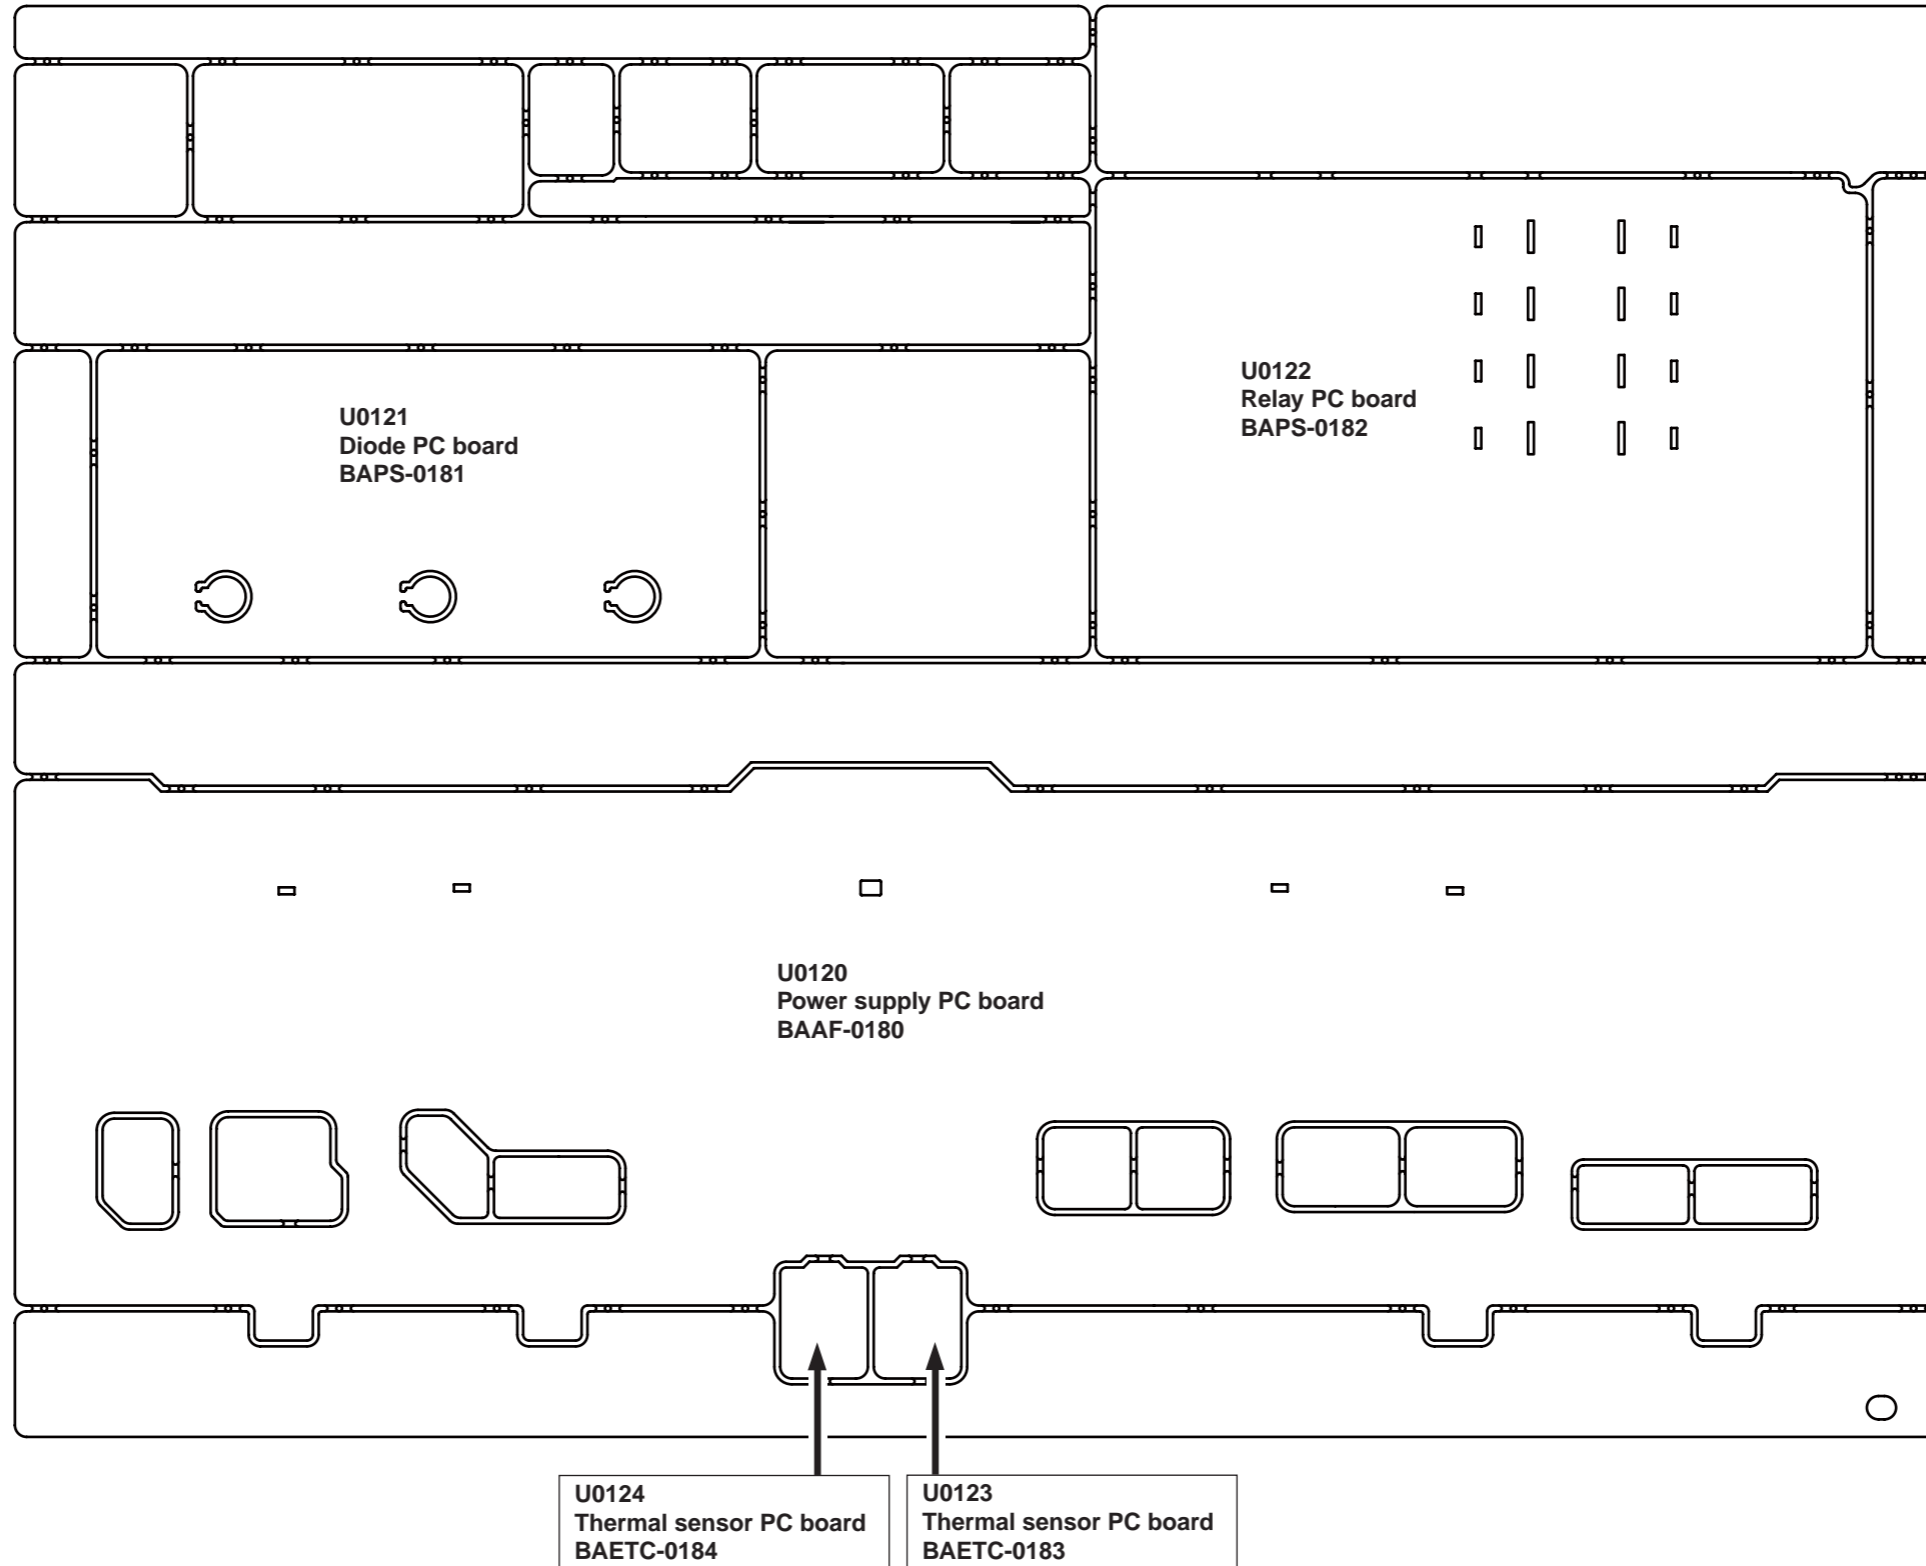 U0122
Relay PC board
BAPS-0182
U0121
Diode PC board
BAPS-0181
U0120
Power supply PC board
BAAF-0180
U0124
Thermal sensor PC board
BAETC-0184
U0123
Thermal sensor PC board
BAETC-0183